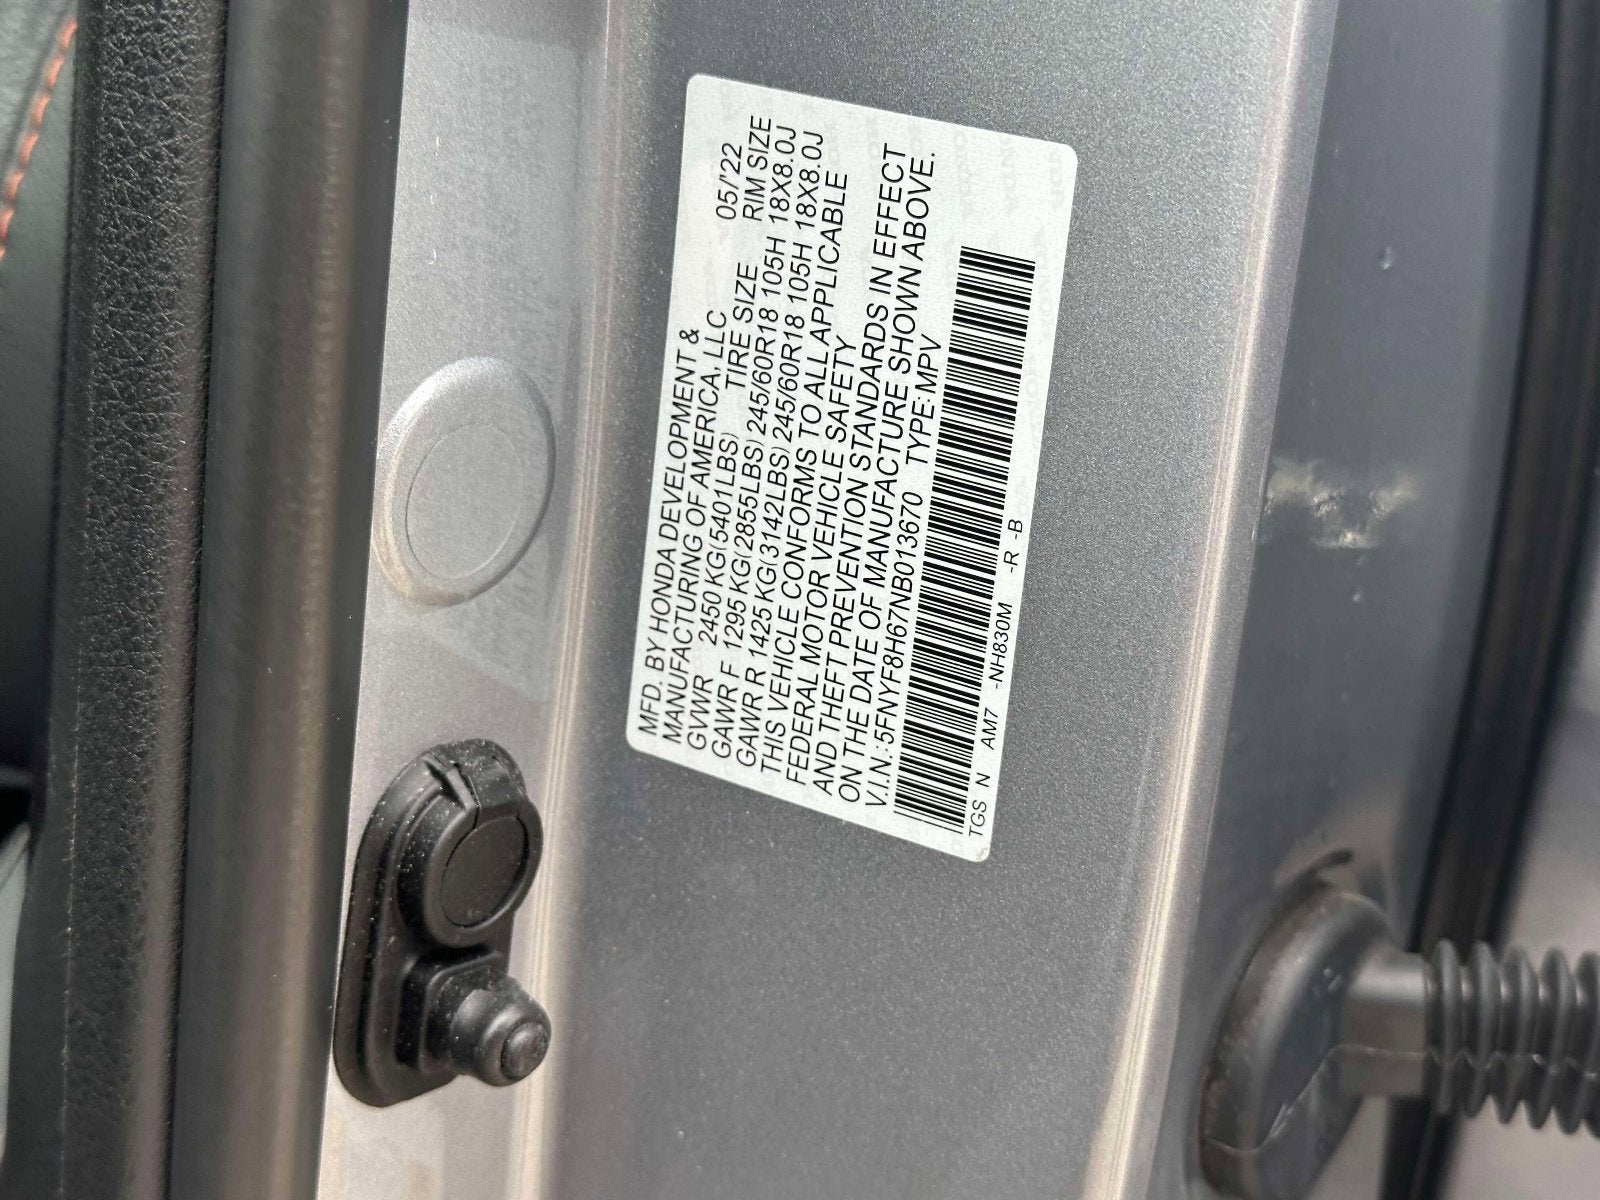 MFD. BY HONDA DEVELOPMENT &
MANUFACTURING OF AMERICA, LLC 05/'22
GVWR 2450 KG(5401LBS) TIRE SIZE RIM SIZE
GAWR F 1295 KG(2855LBS) 245/60R18 105H 18X8.0J
GAWR R 1425 KG(3142LBS) 245/60R18 105H 18X8.0J
THIS VEHICLE CONFORMS TO ALL APPLICABLE
FEDERAL MOTOR VEHICLE SAFETY
AND THEFT PREVENTION STANDARDS IN EFFECT
ON THE DATE OF MANUFACTURE SHOWN ABOVE.
V.I.N.: 5FNYF8H67NB013670 TYPE: MPV
TGS N AM7 -NH830M -R -B